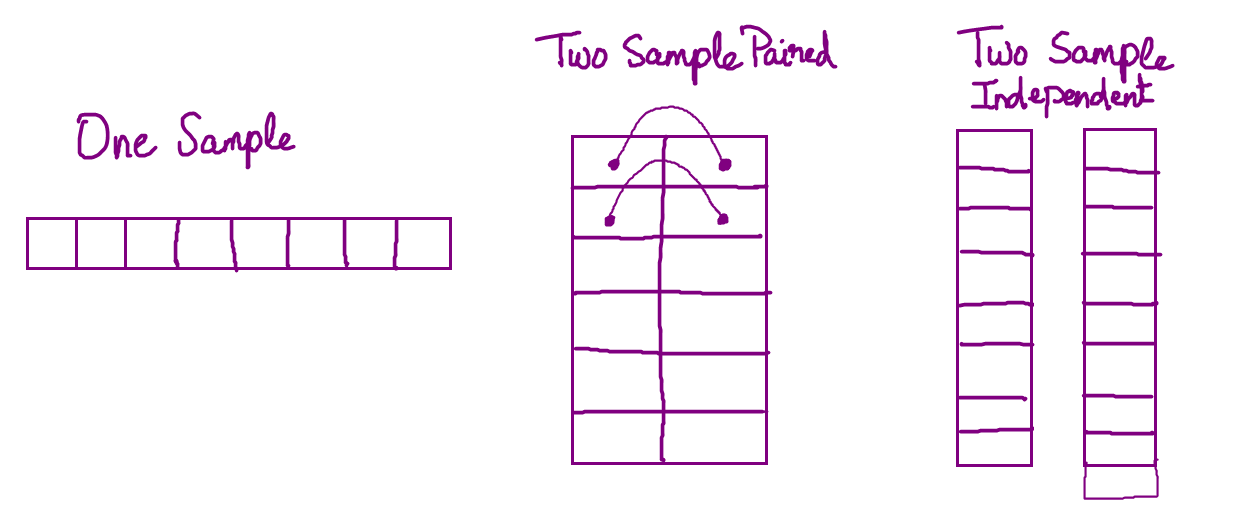 One Sample
Two Sample Paired
Two Sample
Independent